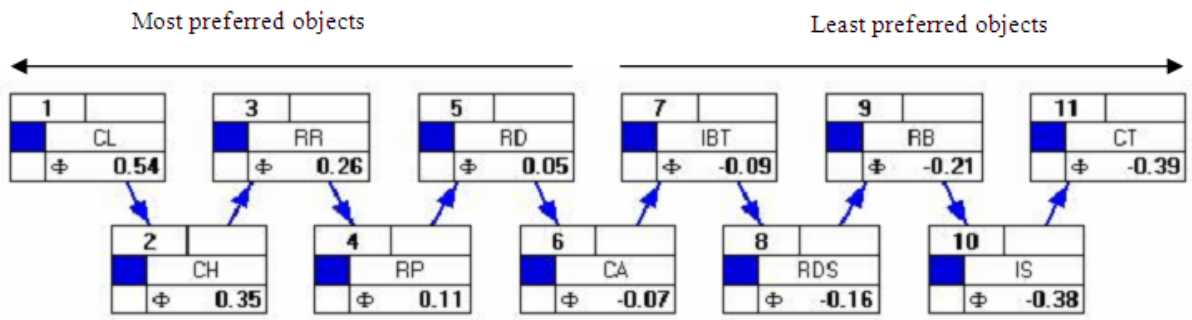 Most preferred objects
Least preferred objects
1
CL
Φ 0.54
3
RR
Φ 0.26
5
RD
Φ 0.05
7
IBT
Φ -0.09
9
RB
Φ -0.21
11
CT
Φ -0.39
2
CH
Φ 0.35
4
RP
Φ 0.11
6
CA
Φ -0.07
8
RDS
Φ -0.16
10
IS
Φ -0.38